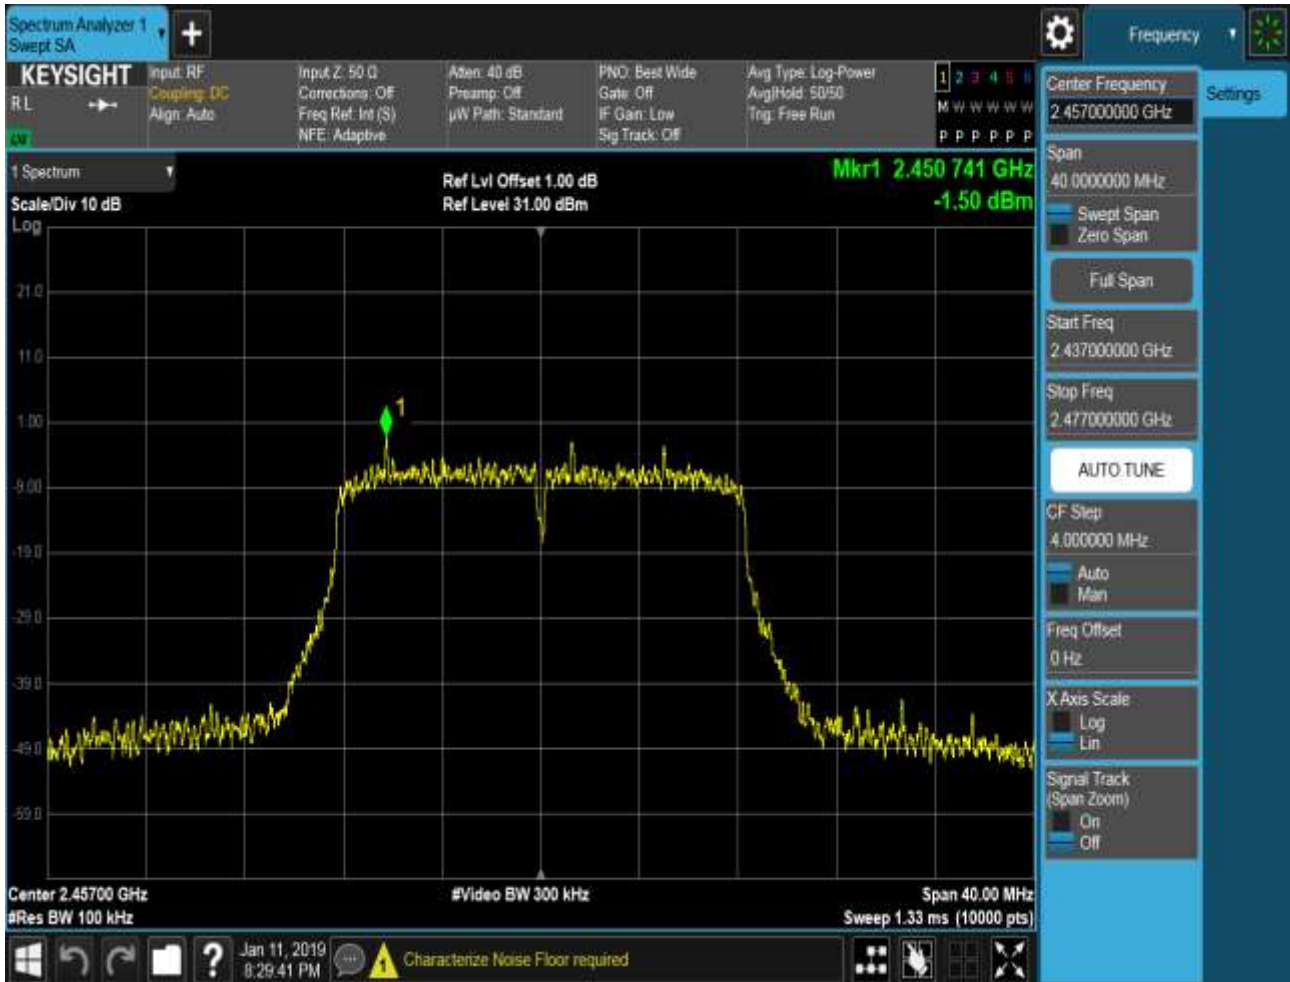 Spectrum Analyzer 1
Swept SA
Frequency
KEYSIGHT
R L
Input: RF
Coupling: DC
Align: Auto
Input Z: 50 Ω
Corrections: Off
Freq Ref: Int (S)
NFE: Adaptive
Atten: 40 dB
Preamp: Off
µW Path: Standard
PNO: Best Wide
Gate: Off
IF Gain: Low
Sig Track: Off
Avg Type: Log-Power
Avg|Hold: 50/50
Trig: Free Run
1 2 3 4 5 6
M W W W W W
P P P P P P
1 Spectrum
Scale/Div 10 dB
Log
Ref Lvl Offset 1.00 dB
Ref Level 31.00 dBm
Mkr1 2.450 741 GHz
-1.50 dBm
21.0
11.0
1.00
-9.00
-19.0
-29.0
-39.0
-49.0
-59.0
1
Center 2.45700 GHz
#Res BW 100 kHz
#Video BW 300 kHz
Span 40.00 MHz
Sweep 1.33 ms (10000 pts)
Jan 11, 2019
8:29:41 PM
Characterize Noise Floor required
Center Frequency
2.457000000 GHz
Settings
Span
40.0000000 MHz
Swept Span
Zero Span
Full Span
Start Freq
2.437000000 GHz
Stop Freq
2.477000000 GHz
AUTO TUNE
CF Step
4.000000 MHz
Auto
Man
Freq Offset
0 Hz
X Axis Scale
Log
Lin
Signal Track
(Span Zoom)
On
Off